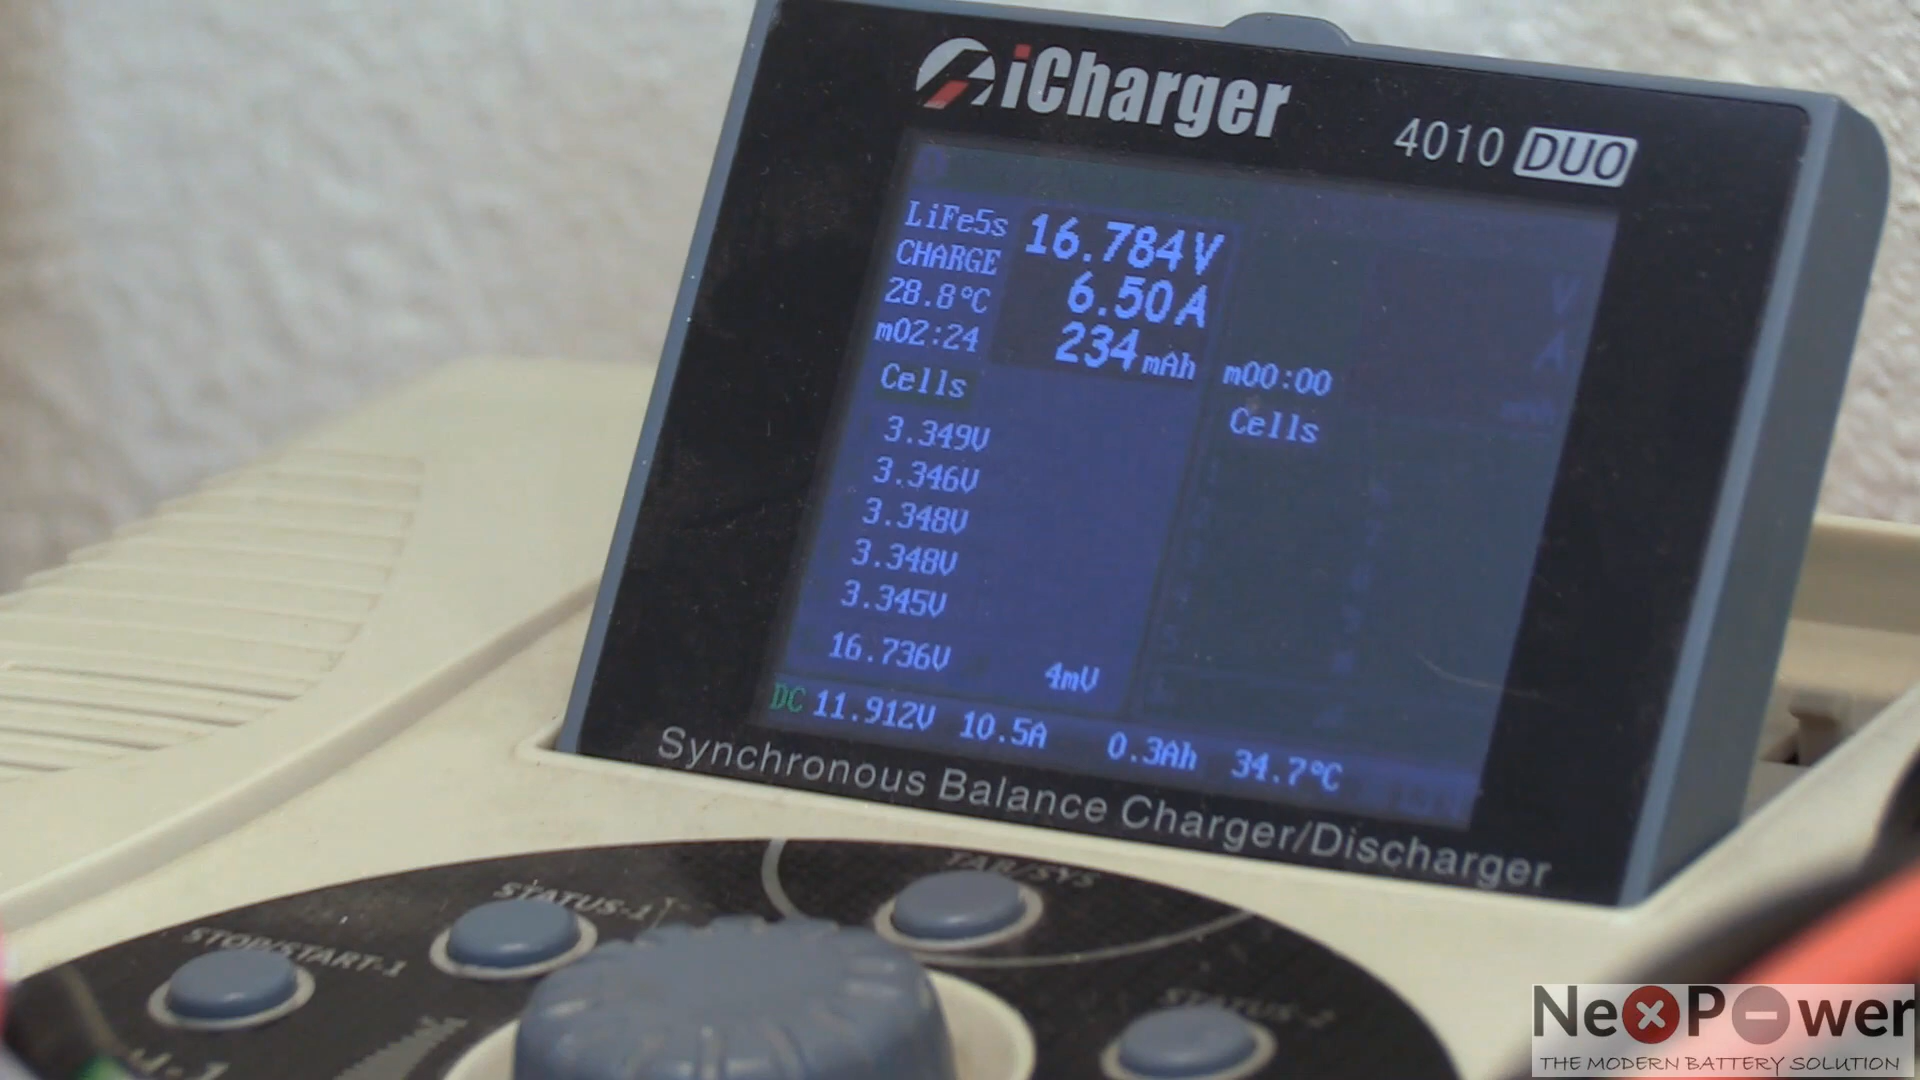 iCharger
4010 DUO
LiFe5s 16.784V
CHARGE 6.50A
28.8°C 234mAh
m02:24 m00:00
Cells Cells
3.349V
3.346V
3.348V
3.348V
3.345V
16.736V 4mV
DC 11.912V 10.5A 0.3Ah 34.7°C
Synchronous Balance Charger/Discharger
TAB/SYS
STATUS-1
STOP/START-1
STATUS-2
NexPower
THE MODERN BATTERY SOLUTION